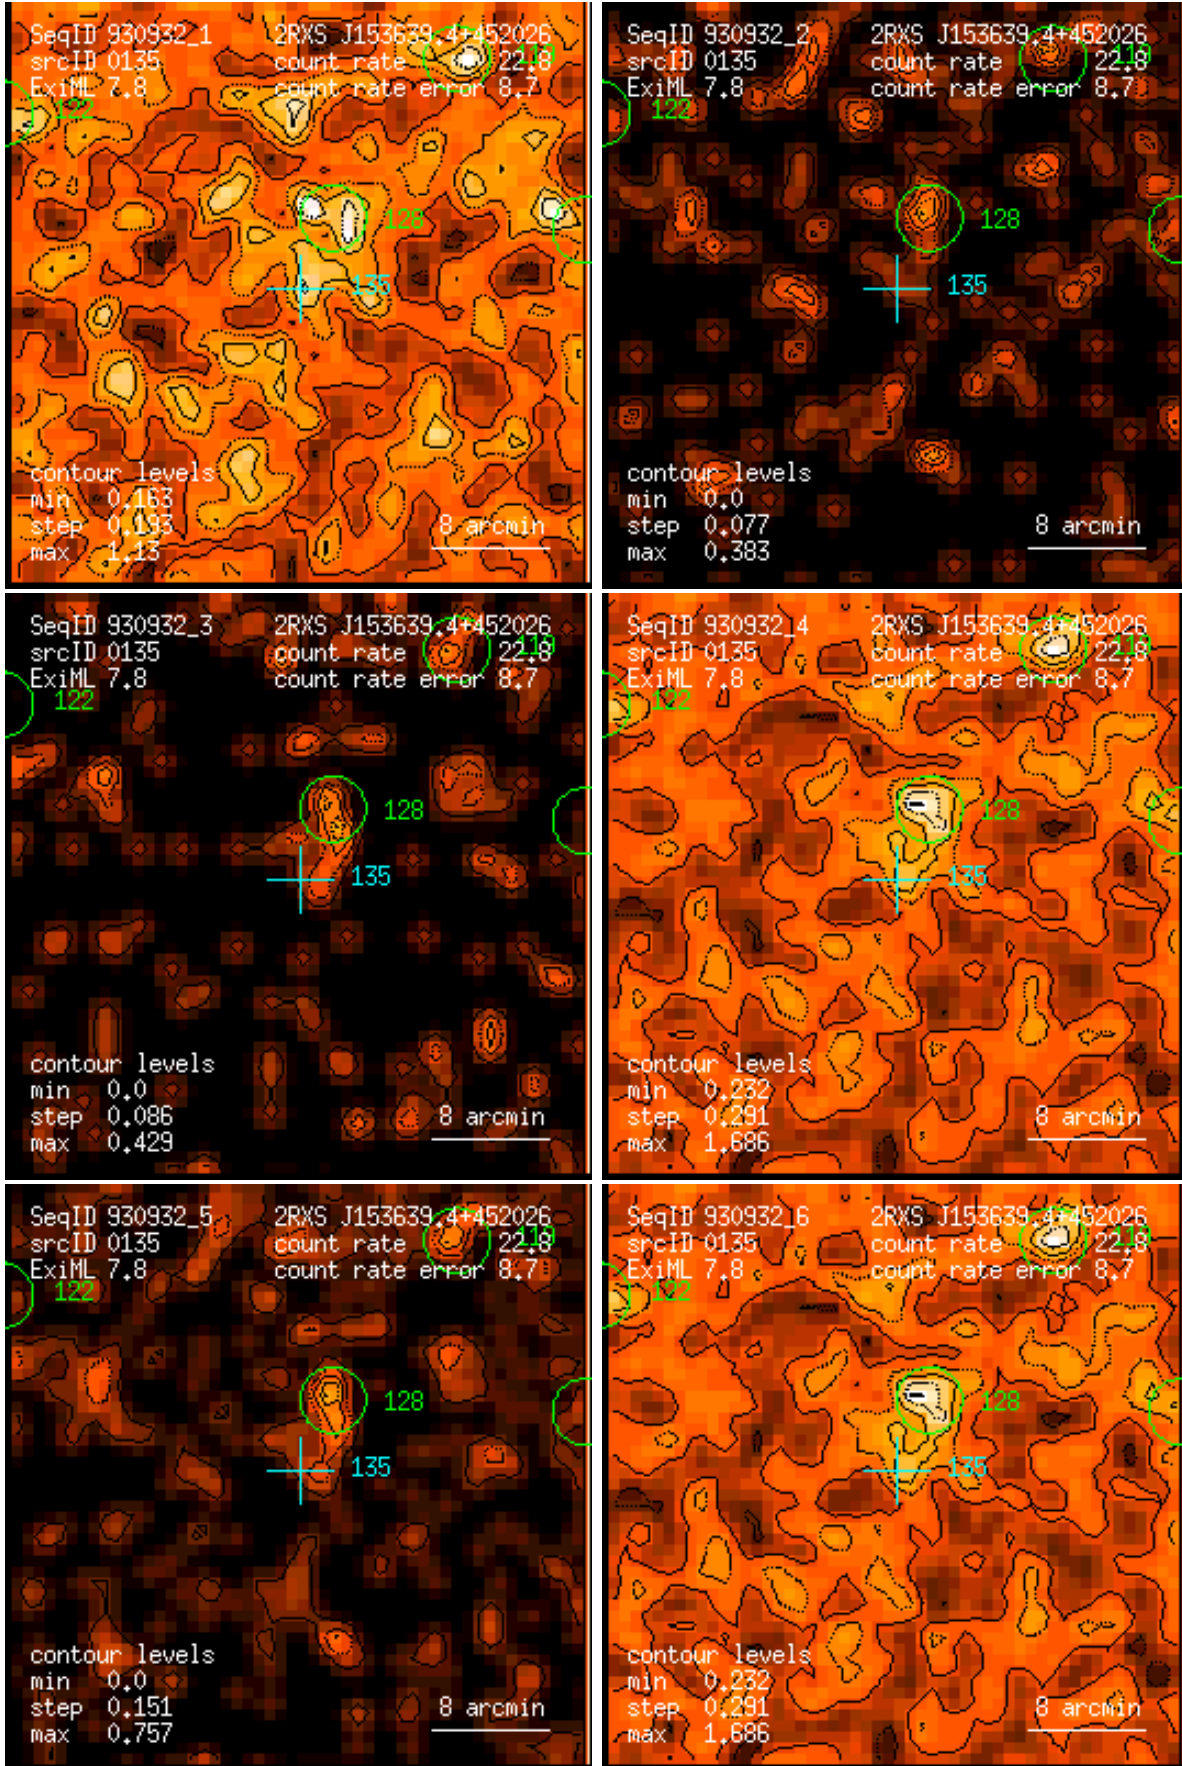 SeqID 930932_1 2RXS J153639.4+452026
srcID 0135 count rate 22.8 119
ExiML 7.8 count rate error 8.7
122
128
135
contour levels
min 0.163
step 0.193
max 1.13
8 arcmin
SeqID 930932_2 2RXS J153639.4+452026
srcID 0135 count rate 22.8 119
ExiML 7.8 count rate error 8.7
122
128
135
contour levels
min 0.0
step 0.077
max 0.383
8 arcmin
SeqID 930932_3 2RXS J153639.4+452026
srcID 0135 count rate 22.8 119
ExiML 7.8 count rate error 8.7
122
128
135
contour levels
min 0.0
step 0.086
max 0.429
8 arcmin
SeqID 930932_4 2RXS J153639.4+452026
srcID 0135 count rate 22.8 119
ExiML 7.8 count rate error 8.7
122
128
135
contour levels
min 0.232
step 0.291
max 1.686
8 arcmin
SeqID 930932_5 2RXS J153639.4+452026
srcID 0135 count rate 22.8 119
ExiML 7.8 count rate error 8.7
122
128
135
contour levels
min 0.0
step 0.151
max 0.757
8 arcmin
SeqID 930932_6 2RXS J153639.4+452026
srcID 0135 count rate 22.8 119
ExiML 7.8 count rate error 8.7
122
128
135
contour levels
min 0.232
step 0.291
max 1.686
8 arcmin